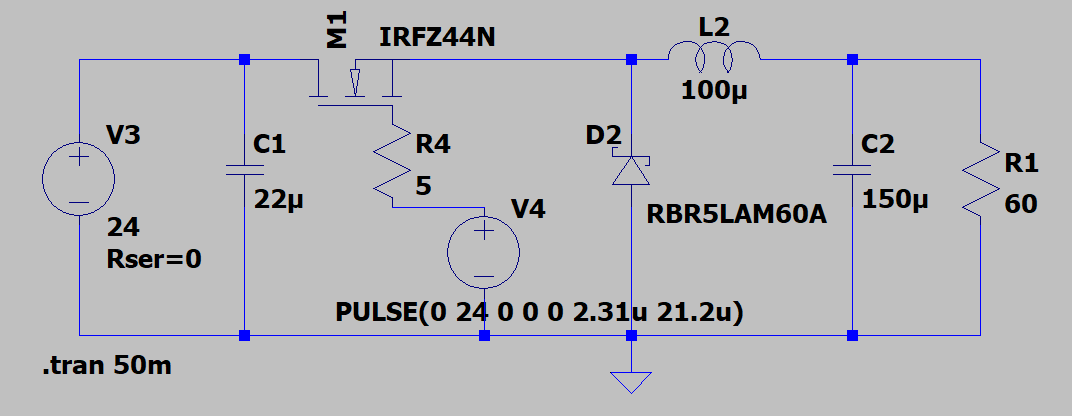 M1
IRFZ44N
L2
100µ
V3
24
Rser=0
C1
22µ
R4
5
V4
PULSE(0 24 0 0 0 2.31u 21.2u)
D2
RBR5LAM60A
C2
150µ
R1
60
.tran 50m